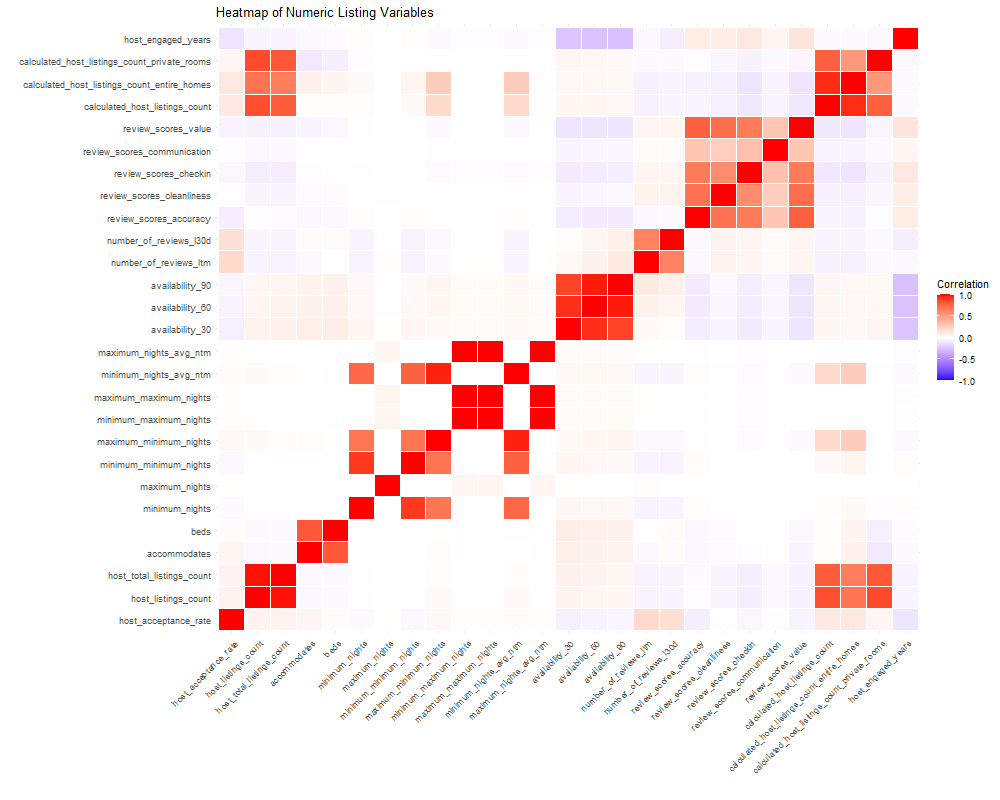 Heatmap of Numeric Listing Variables
host_engaged_years
calculated_host_listings_count_private_rooms
calculated_host_listings_count_entire_homes
calculated_host_listings_count
review_scores_value
review_scores_communication
review_scores_checkin
review_scores_cleanliness
review_scores_accuracy
number_of_reviews_l30d
number_of_reviews_ltm
availability_90
availability_60
availability_30
maximum_nights_avg_ntm
minimum_nights_avg_ntm
maximum_maximum_nights
minimum_maximum_nights
maximum_minimum_nights
minimum_minimum_nights
maximum_nights
minimum_nights
beds
accommodates
host_total_listings_count
host_listings_count
host_acceptance_rate
host_acceptance_rate
host_listings_count
host_total_listings_count
accommodates
beds
minimum_nights
maximum_nights
minimum_minimum_nights
maximum_minimum_nights
minimum_maximum_nights
maximum_maximum_nights
minimum_nights_avg_ntm
maximum_nights_avg_ntm
availability_30
availability_60
availability_90
number_of_reviews_ltm
number_of_reviews_l30d
review_scores_accuracy
review_scores_cleanliness
review_scores_checkin
review_scores_communication
review_scores_value
calculated_host_listings_count
calculated_host_listings_count_entire_homes
calculated_host_listings_count_private_rooms
host_engaged_years
Correlation
1.0
0.5
0.0
-0.5
-1.0